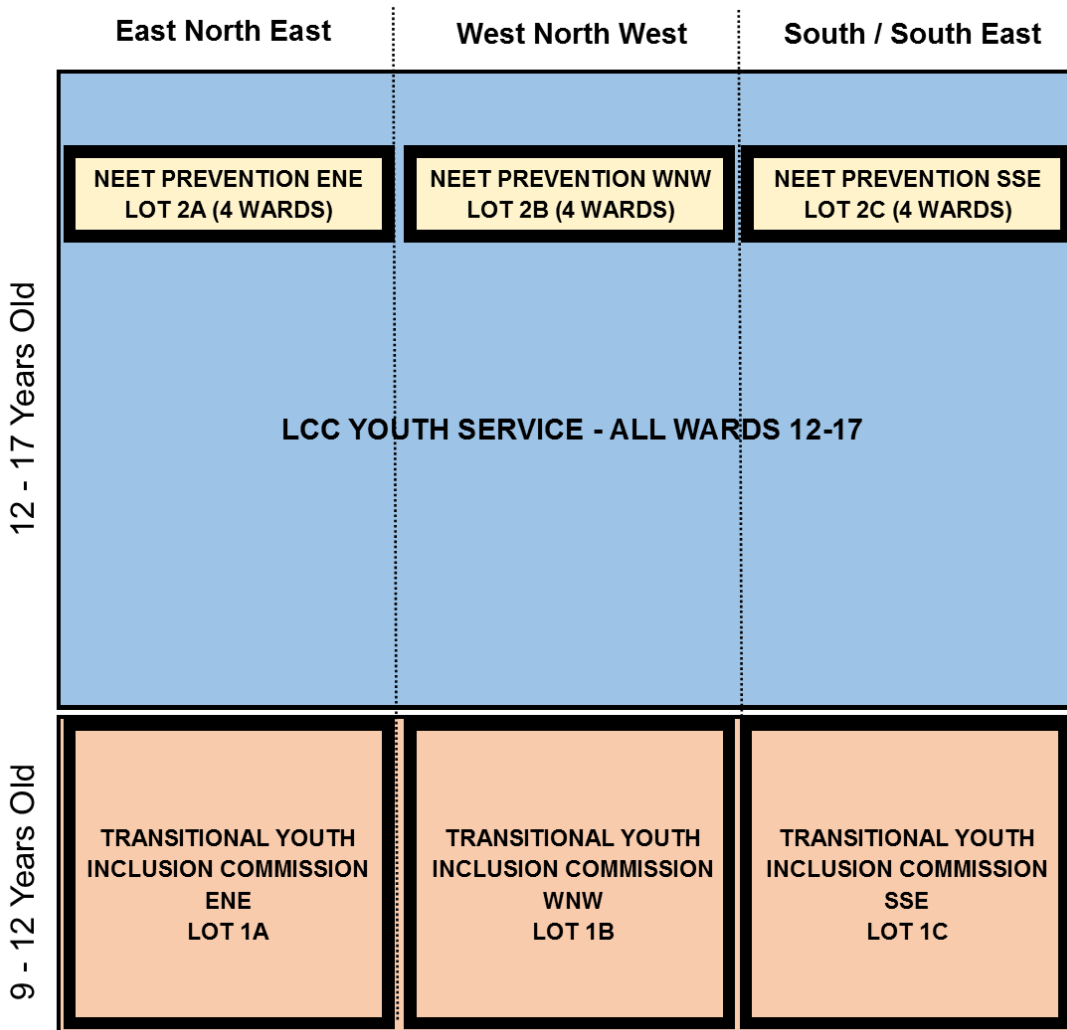 East North East
West North West
South / South East
12 - 17 Years Old
NEET PREVENTION ENE
LOT 2A (4 WARDS)
NEET PREVENTION WNW
LOT 2B (4 WARDS)
NEET PREVENTION SSE
LOT 2C (4 WARDS)
LCC YOUTH SERVICE - ALL WARDS 12-17
9 - 12 Years Old
TRANSITIONAL YOUTH
INCLUSION COMMISSION
ENE
LOT 1A
TRANSITIONAL YOUTH
INCLUSION COMMISSION
WNW
LOT 1B
TRANSITIONAL YOUTH
INCLUSION COMMISSION
SSE
LOT 1C